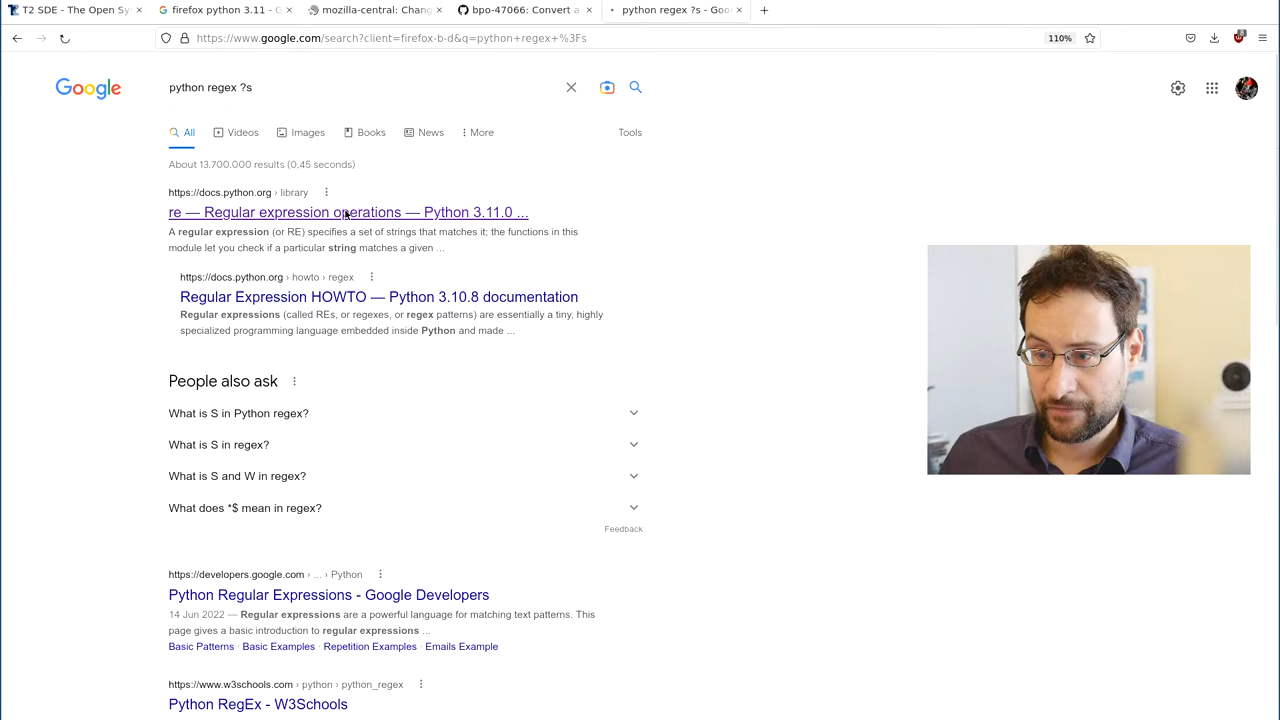 T2 SDE - The Open Sy
firefox python 3.11 - G
mozilla-central: Chang
bpo-47066: Convert a
python regex ?s - Goo
https://www.google.com/search?client=firefox-b-d&q=python+regex+%3Fs
110%
Google
python regex ?s
All
Videos
Images
Books
News
More
Tools
About 13.700.000 results (0,45 seconds)
https://docs.python.org › library
re — Regular expression operations — Python 3.11.0 ...
A regular expression (or RE) specifies a set of strings that matches it; the functions in this
module let you check if a particular string matches a given ...
https://docs.python.org › howto › regex
Regular Expression HOWTO — Python 3.10.8 documentation
Regular expressions (called REs, or regexes, or regex patterns) are essentially a tiny, highly
specialized programming language embedded inside Python and made ...
People also ask
What is S in Python regex?
What is S in regex?
What is S and W in regex?
What does *$ mean in regex?
Feedback
https://developers.google.com › ... › Python
Python Regular Expressions - Google Developers
14 Jun 2022 — Regular expressions are a powerful language for matching text patterns. This
page gives a basic introduction to regular expressions ...
Basic Patterns · Basic Examples · Repetition Examples · Emails Example
https://www.w3schools.com › python › python_regex
Python RegEx - W3Schools